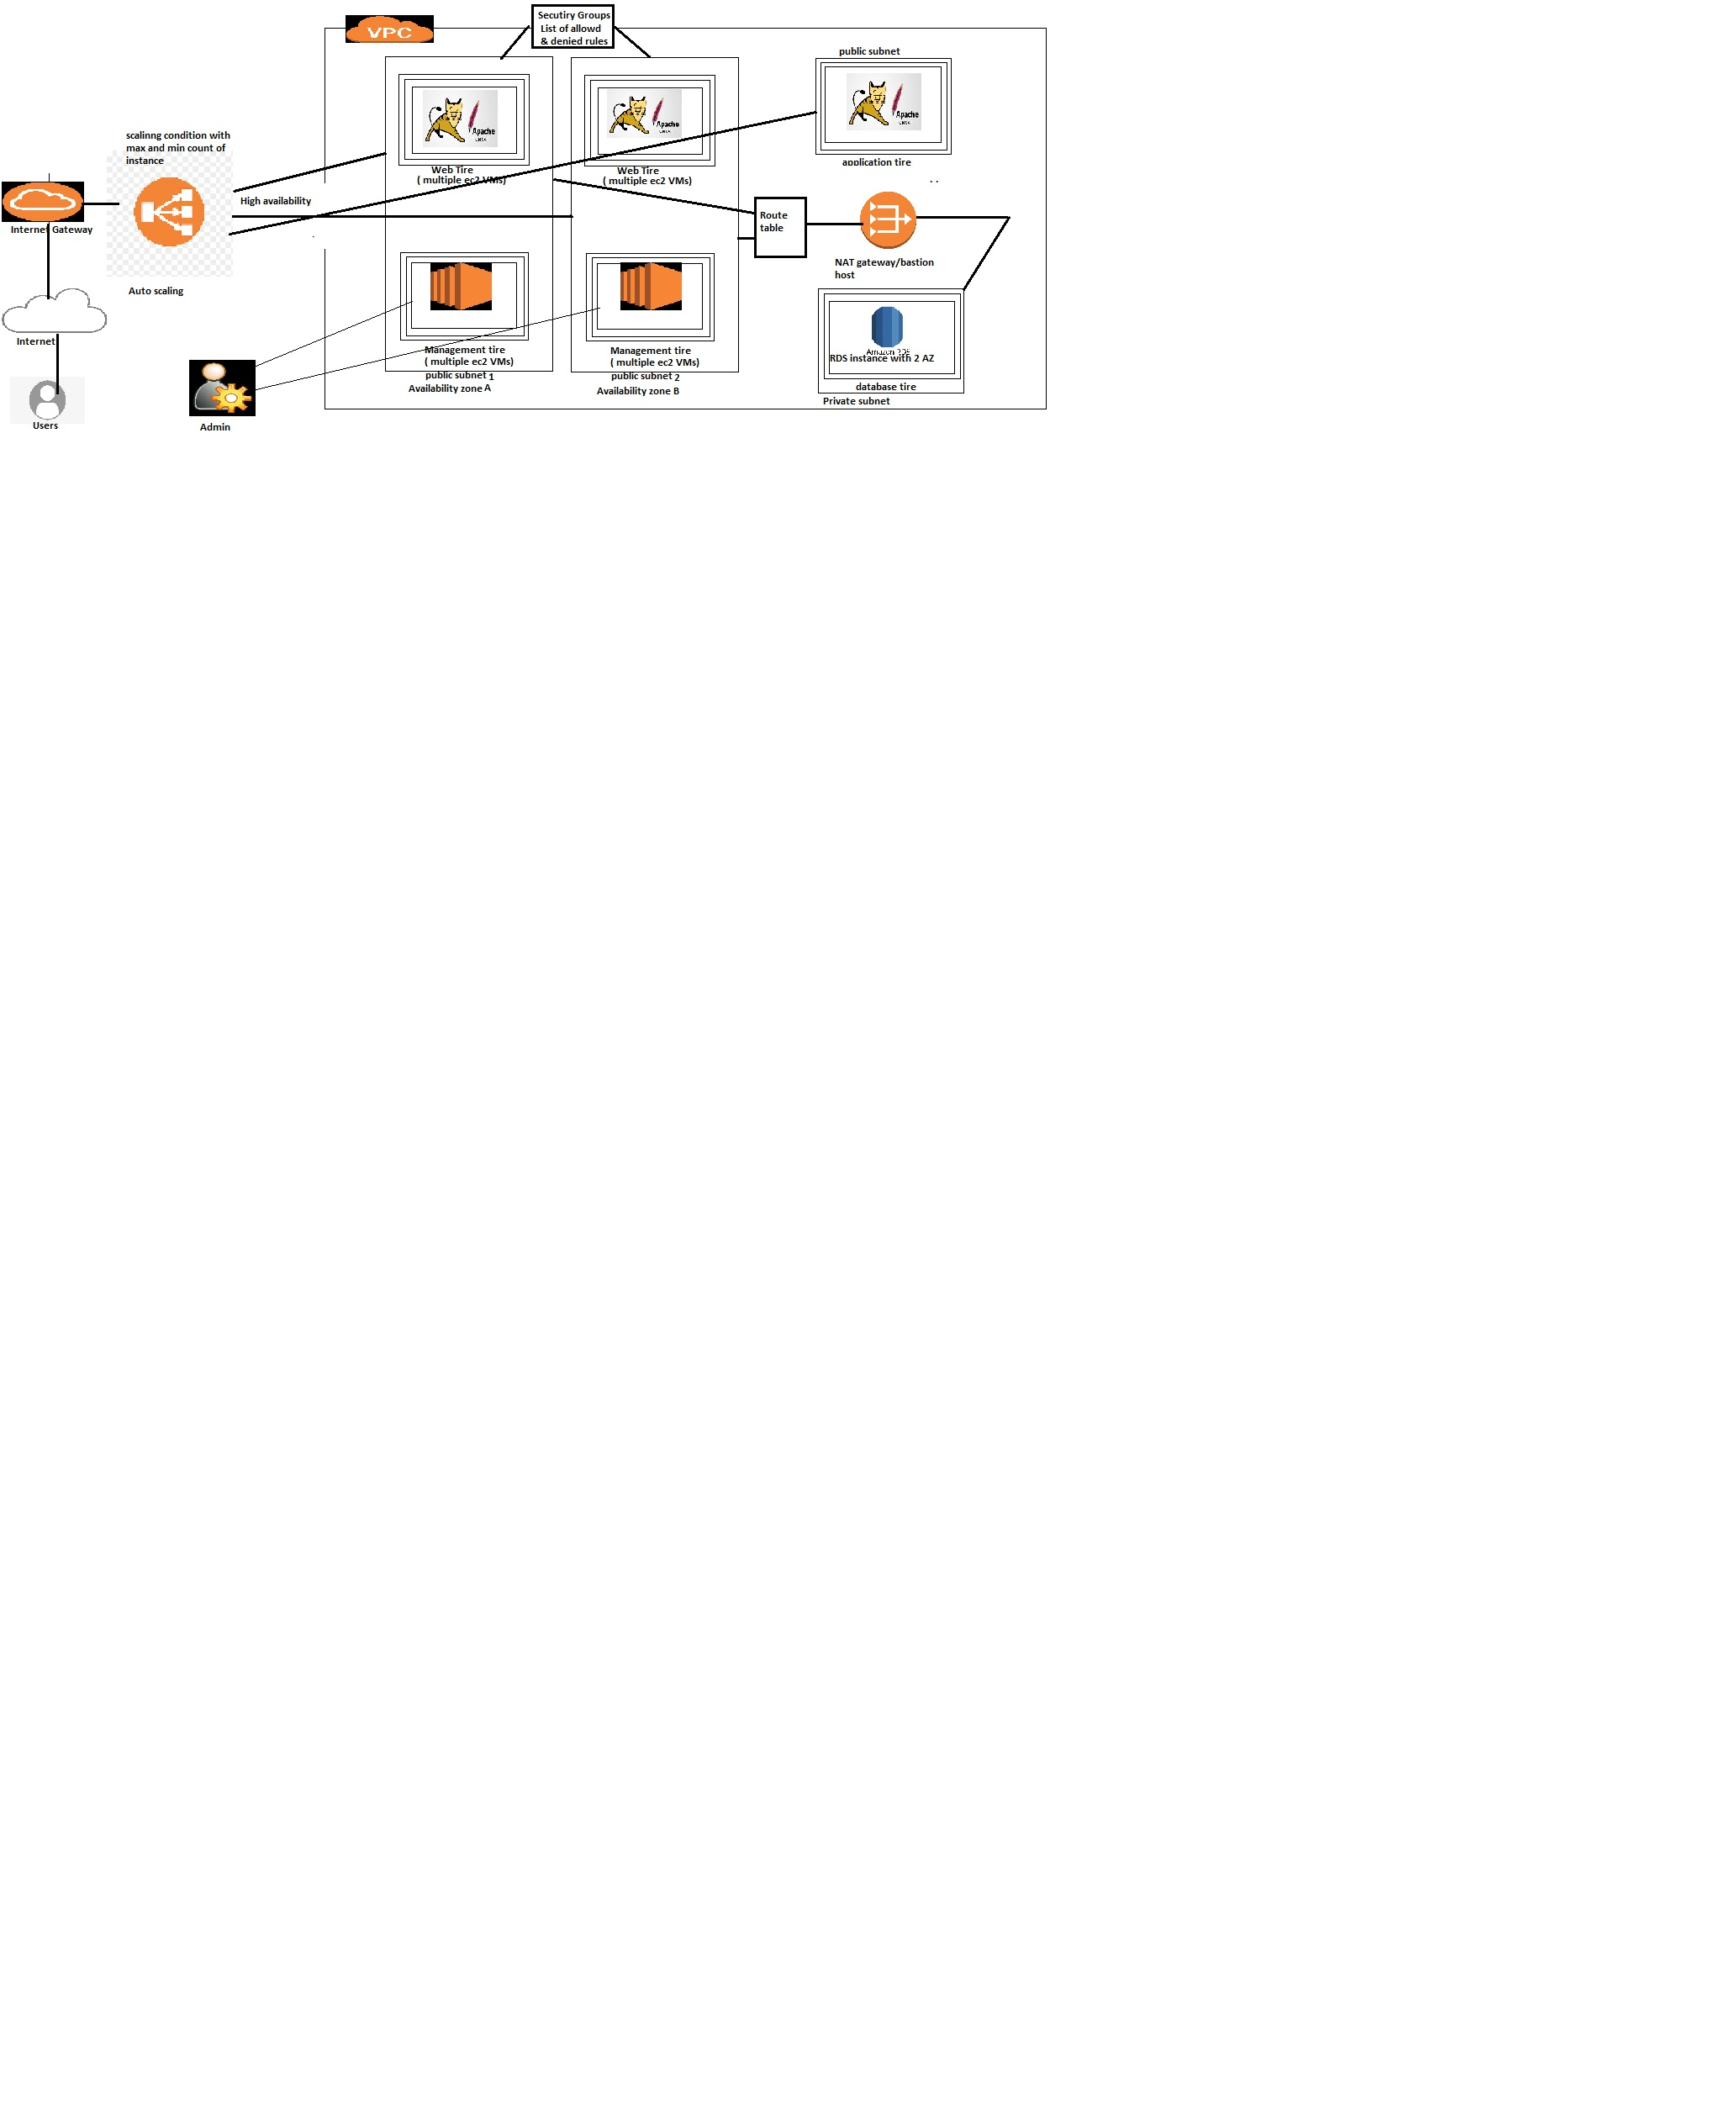 VPC
Secutiry Groups
List of allowd
& denied rules
public subnet
Apache
Apache
Apache
scalinng condition with
max and min count of
instance
Web Tire
( multiple ec2 VMs)
Web Tire
( multiple ec2 VMs)
application tire
. .
High availability
Route
table
Internet Gateway
NAT gateway/bastion
host
Auto scaling
Internet
Management tire
( multiple ec2 VMs)
public subnet 1
Availability zone A
Management tire
( multiple ec2 VMs)
public subnet 2
Availability zone B
Amazon RDS
RDS instance with 2 AZ
database tire
Private subnet
Users
Admin